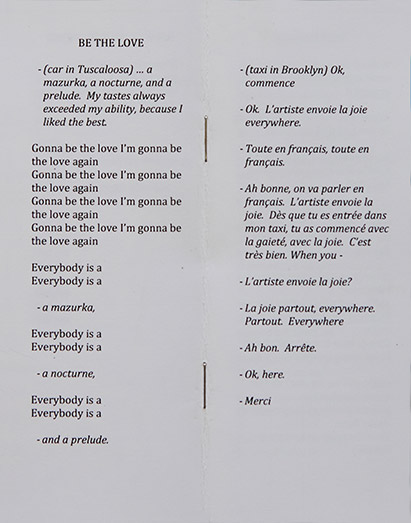 BE THE LOVE
- (car in Tuscaloosa) ... a
mazurka, a nocturne, and a
prelude. My tastes always
exceeded my ability, because I
liked the best.
Gonna be the love I'm gonna be
the love again
Gonna be the love I'm gonna be
the love again
Gonna be the love I'm gonna be
the love again
Gonna be the love I'm gonna be
the love again
Everybody is a
Everybody is a
- a mazurka,
Everybody is a
Everybody is a
- a nocturne,
Everybody is a
Everybody is a
- and a prelude.
- (taxi in Brooklyn) Ok,
commence
- Ok. L'artiste envoie la joie
everywhere.
- Toute en français, toute en
français.
- Ah bonne, on va parler en
français. L'artiste envoie la
joie. Dès que tu es entrée dans
mon taxi, tu as commencé avec
la gaieté, avec la joie. C'est
très bien. When you -
- L'artiste envoie la joie?
- La joie partout, everywhere.
Partout. Everywhere
- Ah bon. Arrête.
- Ok, here.
- Merci